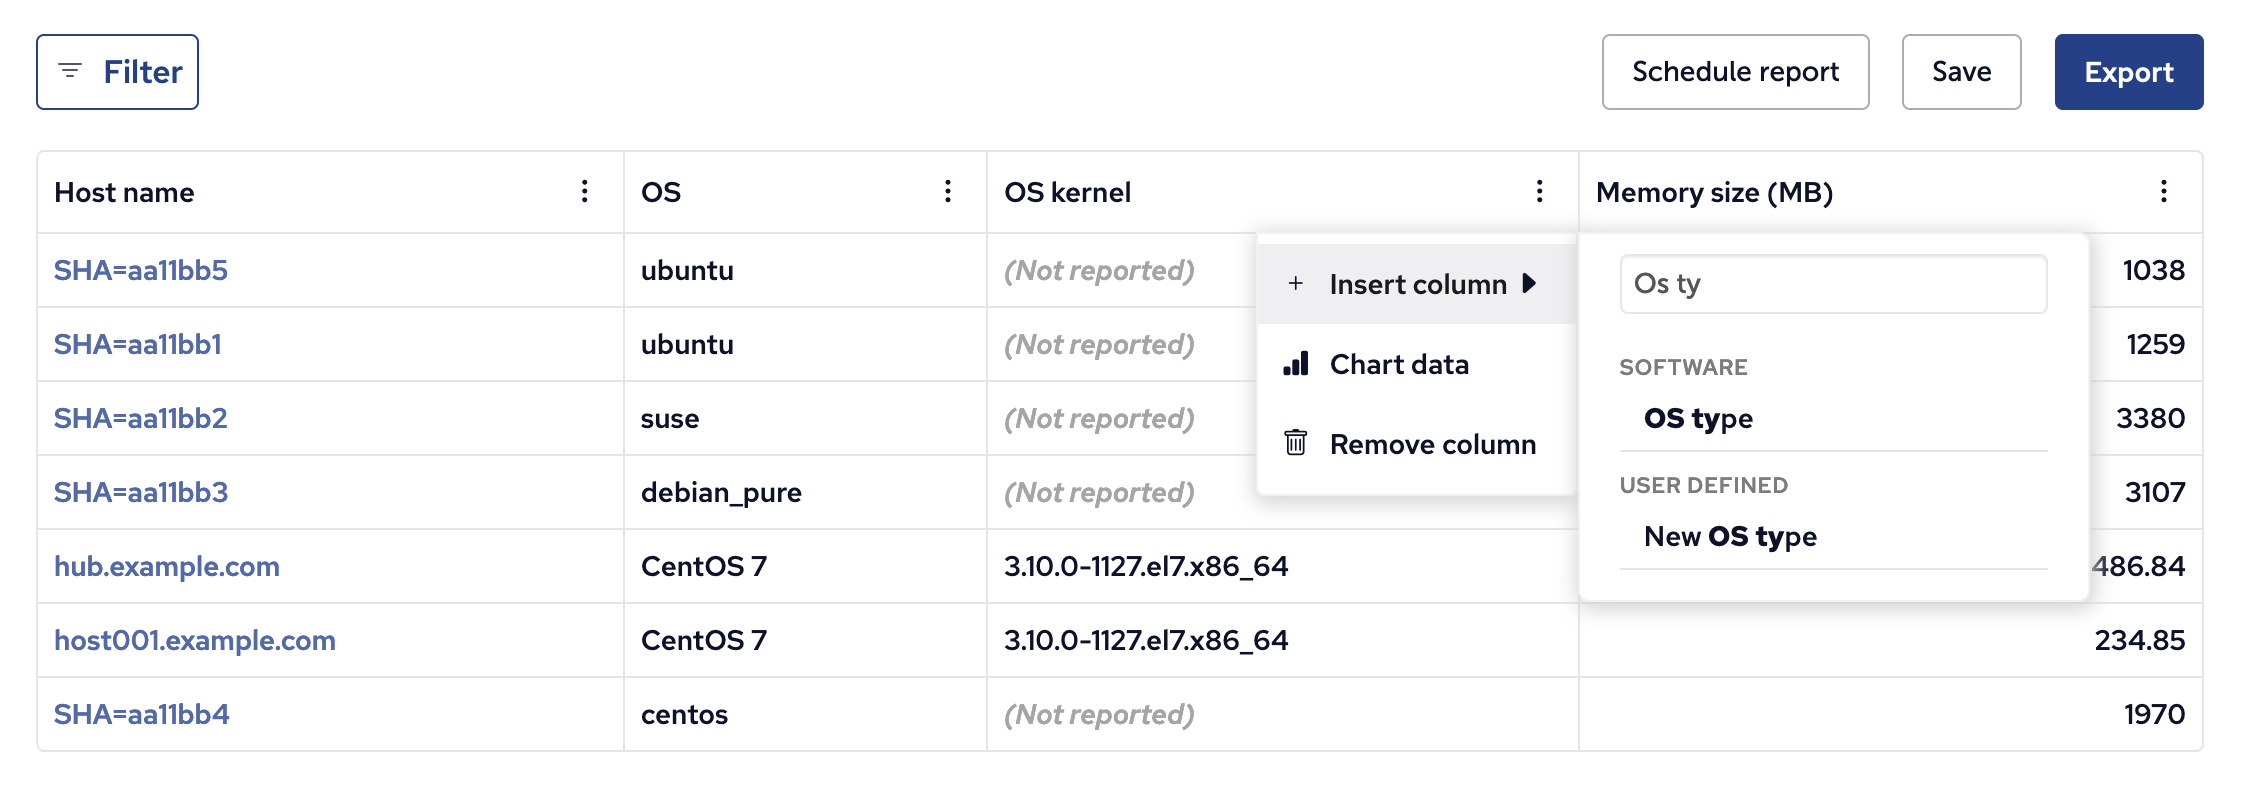 Filter
Schedule report
Save
Export
Host name
OS
OS kernel
Memory size (MB)
SHA=aa11bb5
ubuntu
(Not reported)
1038
SHA=aa11bb1
ubuntu
(Not reported)
1259
SHA=aa11bb2
suse
(Not reported)
3380
SHA=aa11bb3
debian_pure
(Not reported)
3107
hub.example.com
CentOS 7
3.10.0-1127.el7.x86_64
486.84
host001.example.com
CentOS 7
3.10.0-1127.el7.x86_64
234.85
SHA=aa11bb4
centos
(Not reported)
1970
+ Insert column
Chart data
Remove column
Os ty
SOFTWARE
OS type
USER DEFINED
New OS type